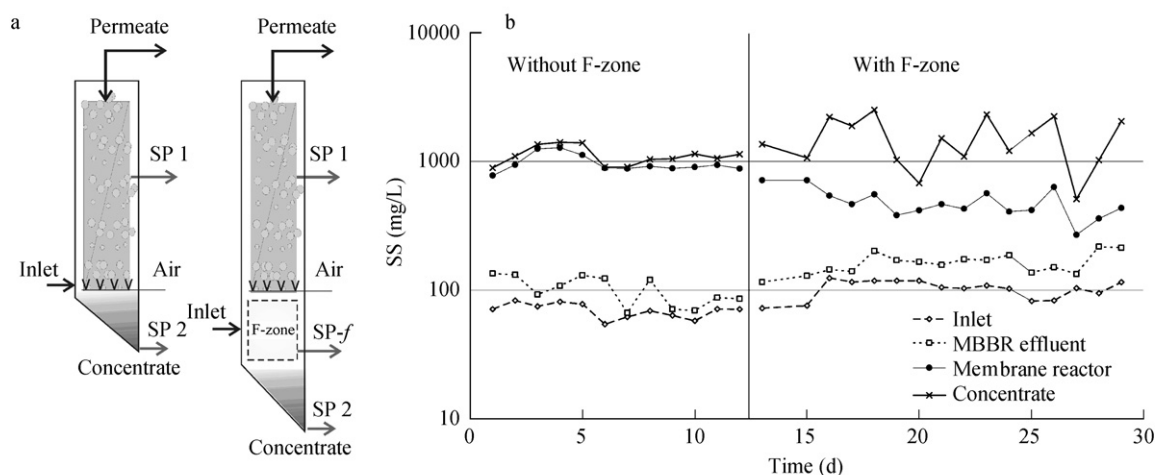 a
Permeate
Permeate
SP 1
SP 1
Air
Air
Inlet
Inlet
F-zone
SP-f
SP 2
SP 2
Concentrate
Concentrate
b
10000
1000
100
10
SS (mg/L)
Without F-zone
With F-zone
Inlet
MBBR effluent
Membrane reactor
Concentrate
0
5
10
15
20
25
30
Time (d)